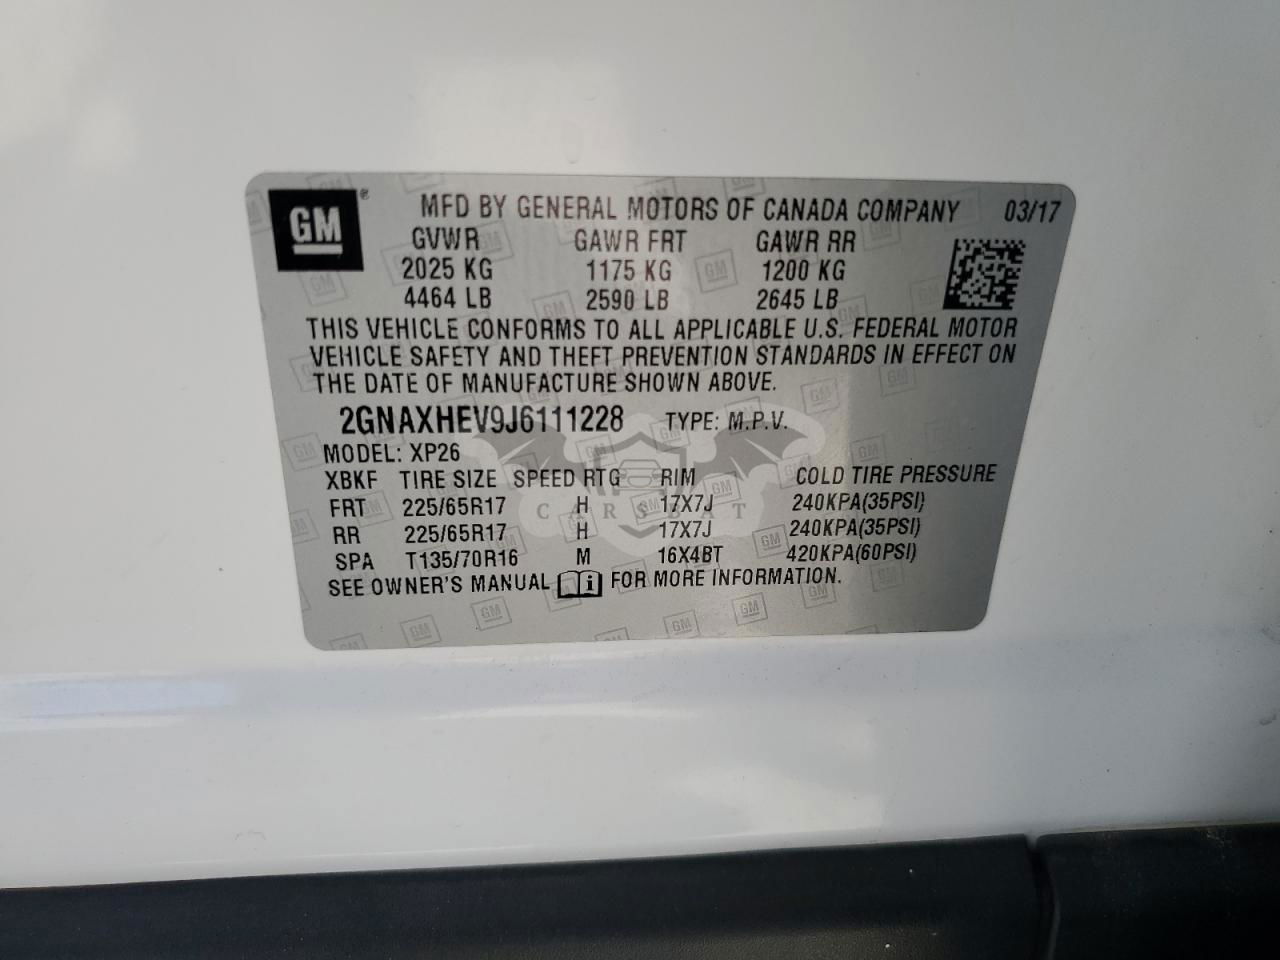 GM ® MFD BY GENERAL MOTORS OF CANADA COMPANY 03/17
GVWR GAWR FRT GAWR RR
2025 KG 1175 KG 1200 KG
4464 LB 2590 LB 2645 LB
THIS VEHICLE CONFORMS TO ALL APPLICABLE U.S. FEDERAL MOTOR
VEHICLE SAFETY AND THEFT PREVENTION STANDARDS IN EFFECT ON
THE DATE OF MANUFACTURE SHOWN ABOVE.
2GNAXHEV9J6111228 TYPE: M.P.V.
MODEL: XP26
XBKF TIRE SIZE SPEED RTG RIM COLD TIRE PRESSURE
FRT 225/65R17 H 17X7J 240KPA(35PSI)
CARSBAT
RR 225/65R17 H 17X7J 240KPA(35PSI)
SPA T135/70R16 M 16X4BT 420KPA(60PSI)
SEE OWNER'S MANUAL i FOR MORE INFORMATION.